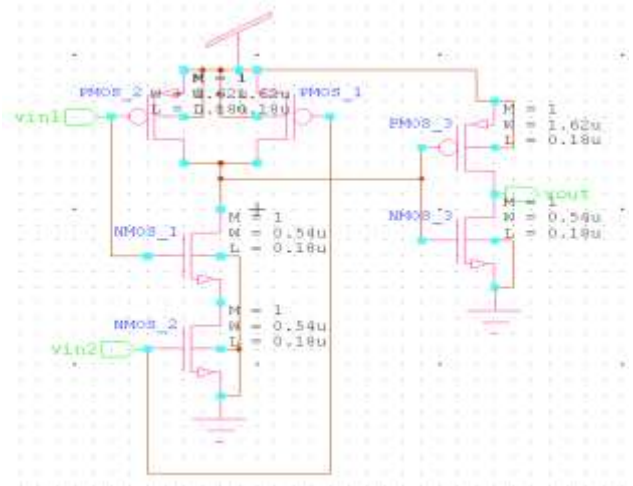 M = 1
PMOS_2
PMOS_1
vin1
M = 1
W = 1.62u
L = 0.18u
PMOS_3
vout
M = 1
W = 0.54u
L = 0.18u
NMOS_3
M = 1
W = 0.54u
L = 0.18u
NMOS_1
M = 1
W = 0.54u
L = 0.18u
NMOS_2
vin2